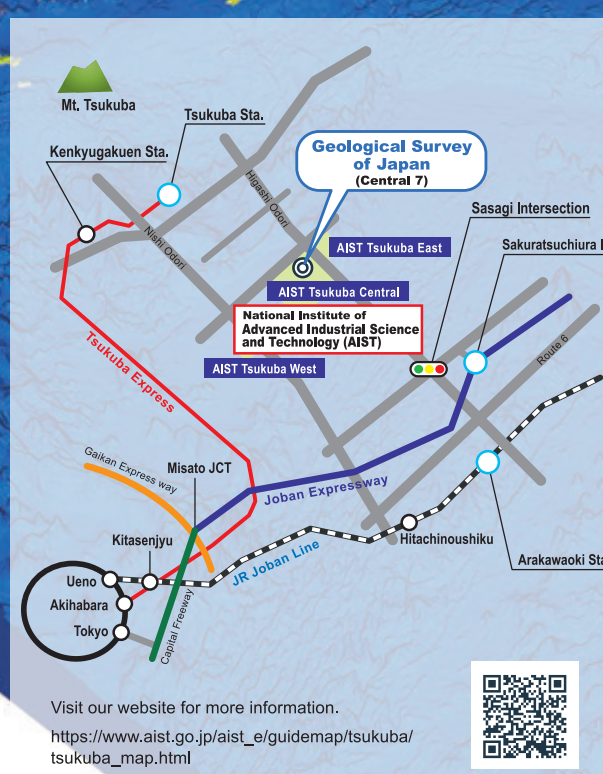 Mt. Tsukuba
Tsukuba Sta.
Kenkyugakuen Sta.
Geological Survey
of Japan
(Central 7)
Higashi Odori
Nishi Odori
Sasagi Intersection
AIST Tsukuba East
Sakuratsuchiura I
AIST Tsukuba Central
National Institute of
Advanced Industrial Science
and Technology (AIST)
AIST Tsukuba West
Route 6
Tsukuba Express
Gaikan Express way
Misato JCT
Joban Expressway
Kitasenjyu
Hitachinoushiku
JR Joban Line
Arakawaoki Sta
Ueno
Akihabara
Tokyo
Capital Freeway
Visit our website for more information.
https://www.aist.go.jp/aist_e/guidemap/tsukuba/
tsukuba_map.html